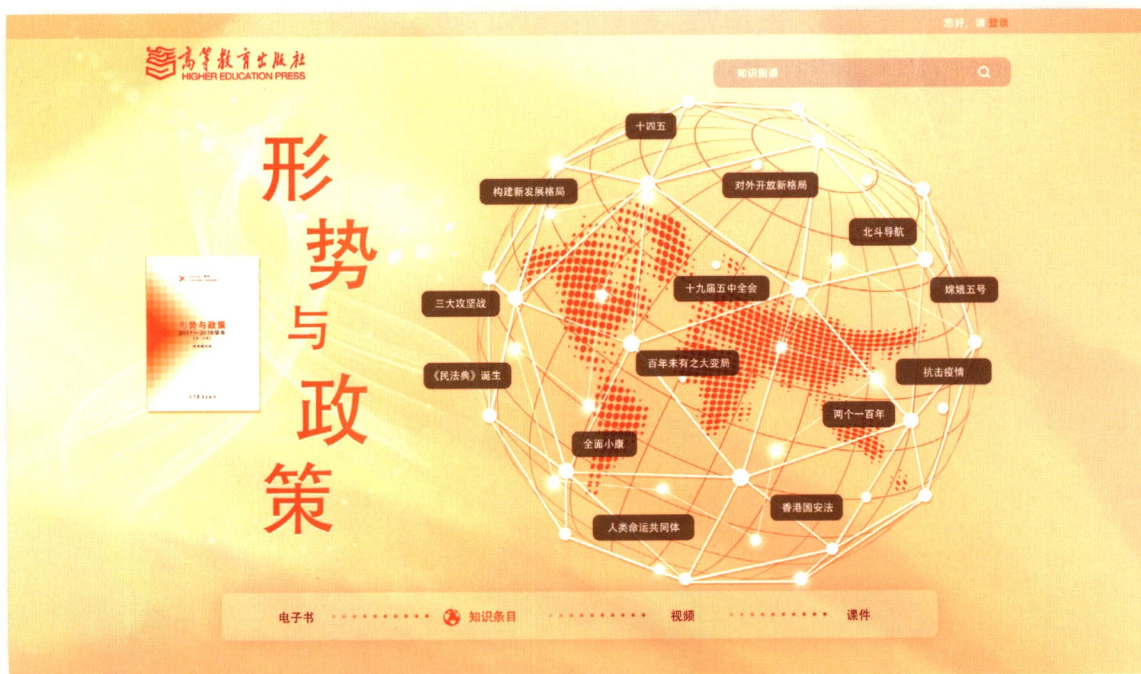 您好，请 登录
高等教育出版社
HIGHER EDUCATION PRESS
知识图谱
形
势
与
政
策
形势与政策
十四五
构建新发展格局
对外开放新格局
北斗导航
三大攻坚战
十九届五中全会
嫦娥五号
《民法典》诞生
百年未有之大变局
抗击疫情
两个一百年
全面小康
香港国安法
人类命运共同体
电子书
知识条目
视频
课件